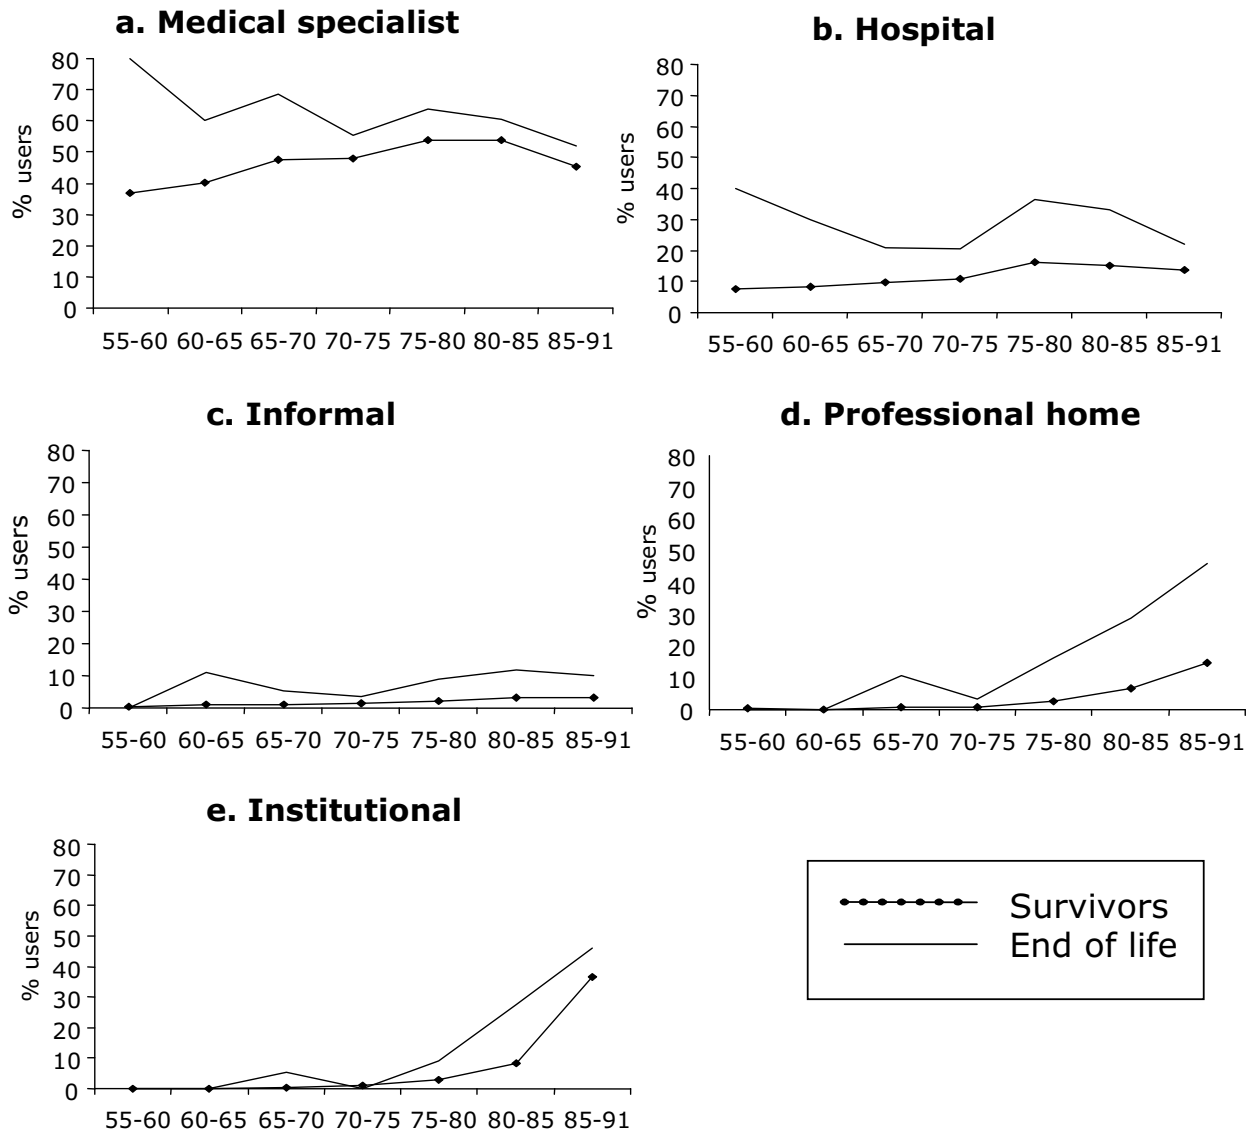 a. Medical specialist
% users
80
70
60
50
40
30
20
10
0
55-60 60-65 65-70 70-75 75-80 80-85 85-91
b. Hospital
% users
80
70
60
50
40
30
20
10
0
55-60 60-65 65-70 70-75 75-80 80-85 85-91
c. Informal
% users
80
70
60
50
40
30
20
10
0
55-60 60-65 65-70 70-75 75-80 80-85 85-91
d. Professional home
% users
80
70
60
50
40
30
20
10
0
55-60 60-65 65-70 70-75 75-80 80-85 85-91
e. Institutional
% users
80
70
60
50
40
30
20
10
0
55-60 60-65 65-70 70-75 75-80 80-85 85-91
Survivors
End of life